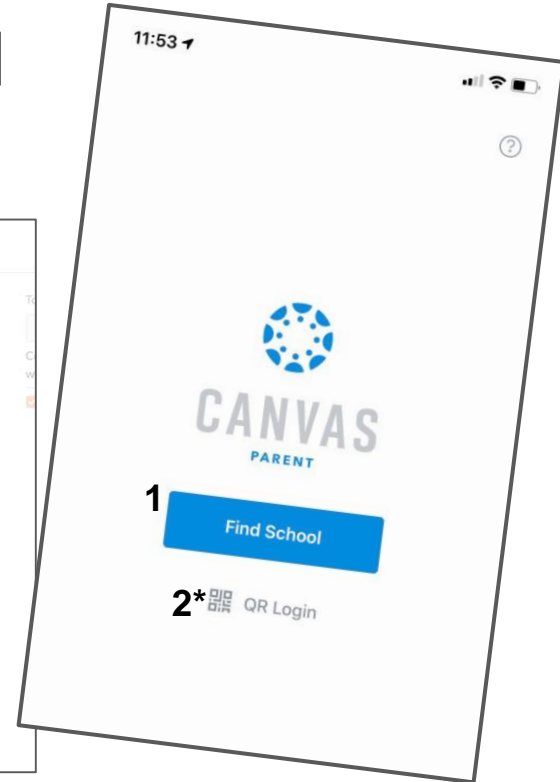 11:53
?
CANVAS
PARENT
1
Find School
2* QR Login